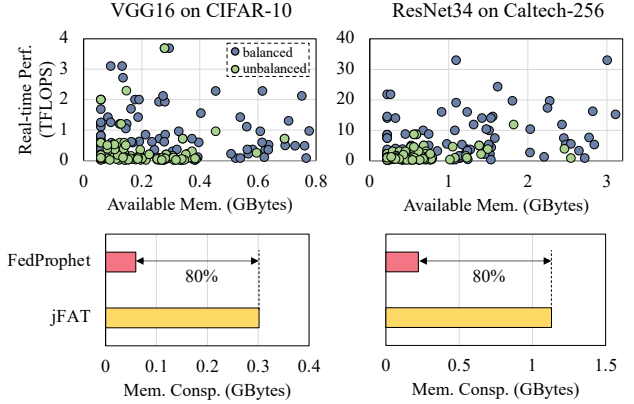 VGG16 on CIFAR-10
ResNet34 on Caltech-256
Real-time Perf.
(TFLOPS)
4
3
2
1
0
balanced
unbalanced
0
0.2
0.4
0.6
0.8
Available Mem. (GBytes)
40
30
20
10
0
0
1
2
3
Available Mem. (GBytes)
FedProphet
jFAT
80%
0
0.1
0.2
0.3
0.4
Mem. Consp. (GBytes)
80%
0
0.5
1
1.5
Mem. Consp. (GBytes)